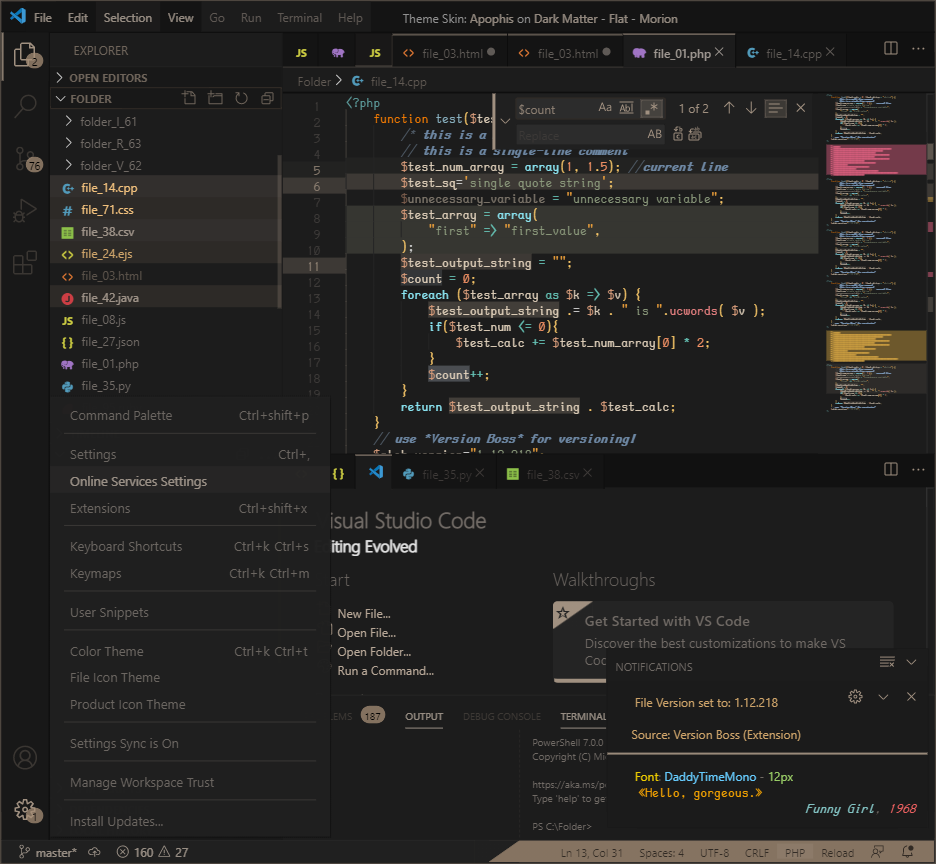 File Edit Selection View Go Run Terminal Help Theme Skin: Apophis on Dark Matter - Flat - Morion
2
EXPLORER
JS JS file_03.html file_03.html file_01.php file_14.cpp
OPEN EDITORS
FOLDER
Folder > file_14.cpp
folder_I_61
folder_R_63
folder_V_62
file_14.cpp
file_71.css
file_38.csv
file_24.ejs
file_03.html
file_42.java
file_08.js
file_27.json
file_01.php
file_35.py
76
$count Aa Abl .* 1 of 2
Replace AB
1 <?php
2 function test($tes
3 /* this is a
4 // this is a single-line comment
5 $test_num_array = array(1, 1.5); //current line
6 $test_sq='single quote string';
7 $unnecessary_variable = "unnecessary variable";
8 $test_array = array(
9 "first" => "first_value",
10 );
11 $test_output_string = "";
12 $count = 0;
13 foreach ($test_array as $k => $v) {
14 $test_output_string .= $k . " is ".ucwords( $v );
15 if($test_num <= 0){
16 $test_calc += $test_num_array[0] * 2;
17 }
18 $count++;
19 }
return $test_output_string . $test_calc;
}
// use *Version Boss* for versioning!
Command Palette Ctrl+shift+p
Settings Ctrl+,
Online Services Settings
Extensions Ctrl+shift+x
Keyboard Shortcuts Ctrl+k Ctrl+s
Keymaps Ctrl+k Ctrl+m
User Snippets
Color Theme Ctrl+k Ctrl+t
File Icon Theme
Product Icon Theme
Settings Sync is On
Manage Workspace Trust
Install Updates...
1
{} file_35.py file_38.csv
isual Studio Code
iting Evolved
art
New File...
Open File...
Open Folder...
Run a Command...
Walkthroughs
Get Started with VS Code
Discover the best customizations to make VS
Coc
LEMS 187 OUTPUT DEBUG CONSOLE TERMINAL
PowerShell 7.0.0
Copyright (C) Mi
https://aka.ms/po
Type 'help' to get
PS C:\Folder>
NOTIFICATIONS
File Version set to: 1.12.218
Source: Version Boss (Extension)
Font: DaddyTimeMono - 12px
《Hello, gorgeous.》
Funny Girl, 1968
master* 160 27 Ln 13, Col 31 Spaces: 4 UTF-8 CRLF PHP Reload